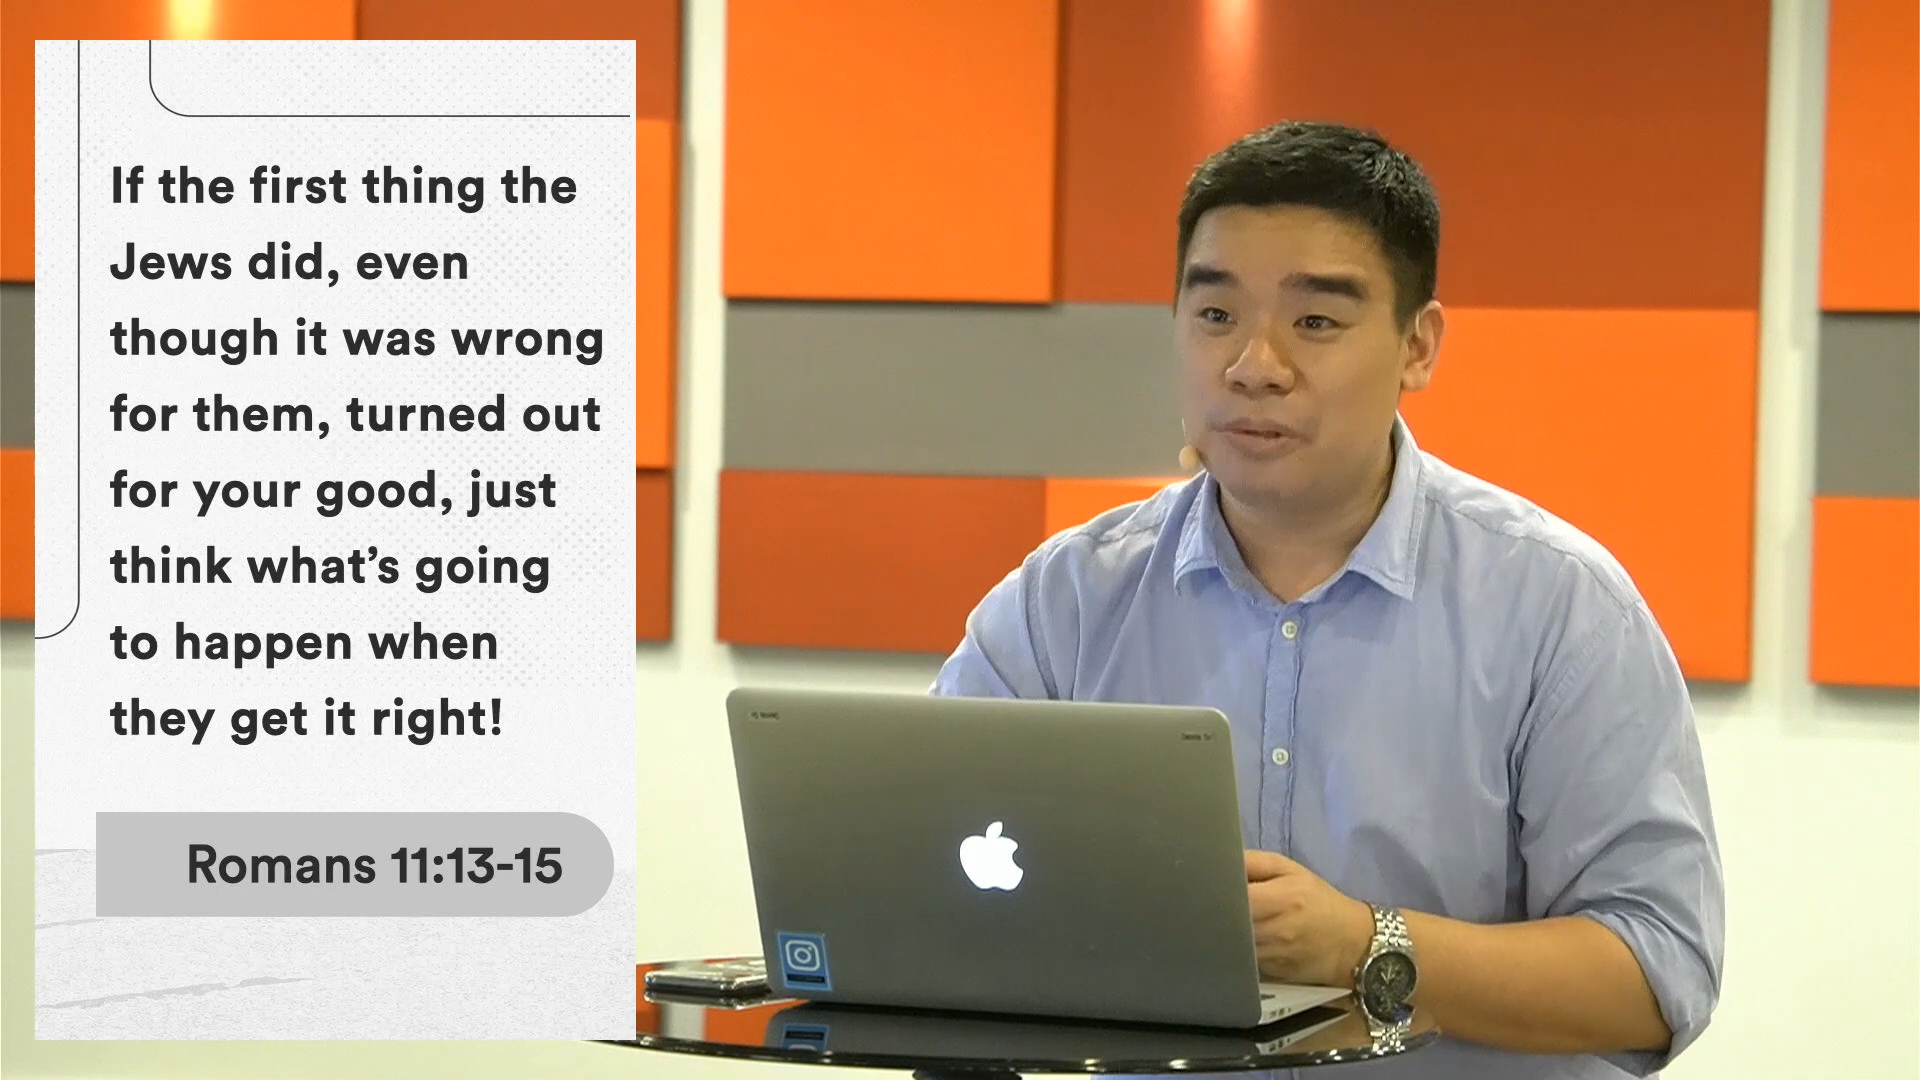 If the first thing the
Jews did, even
though it was wrong
for them, turned out
for your good, just
think what’s going
to happen when
they get it right!
Romans 11:13-15